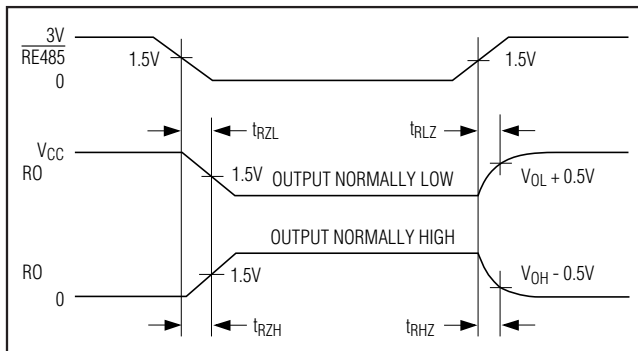 3V
RE485
1.5V
1.5V
0
tRZL
tRLZ
VCC
RO
1.5V
OUTPUT NORMALLY LOW
VOL + 0.5V
OUTPUT NORMALLY HIGH
RO
1.5V
VOH - 0.5V
0
tRZH
tRHZ